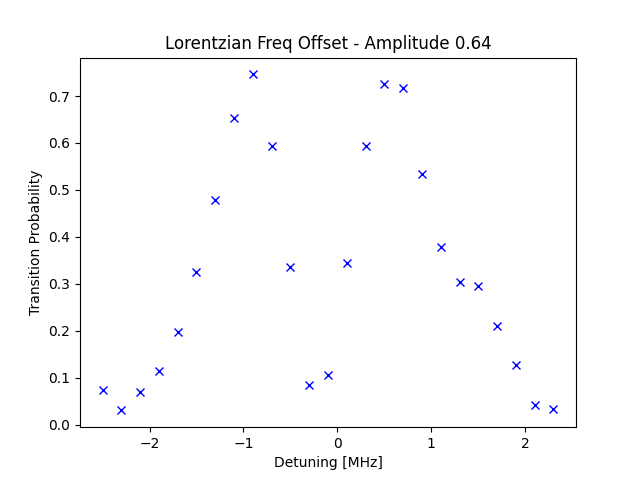 Lorentzian Freq Offset - Amplitude 0.64
Transition Probability
0.7
0.6
0.5
0.4
0.3
0.2
0.1
0.0
−2 −1 0 1 2
Detuning [MHz]